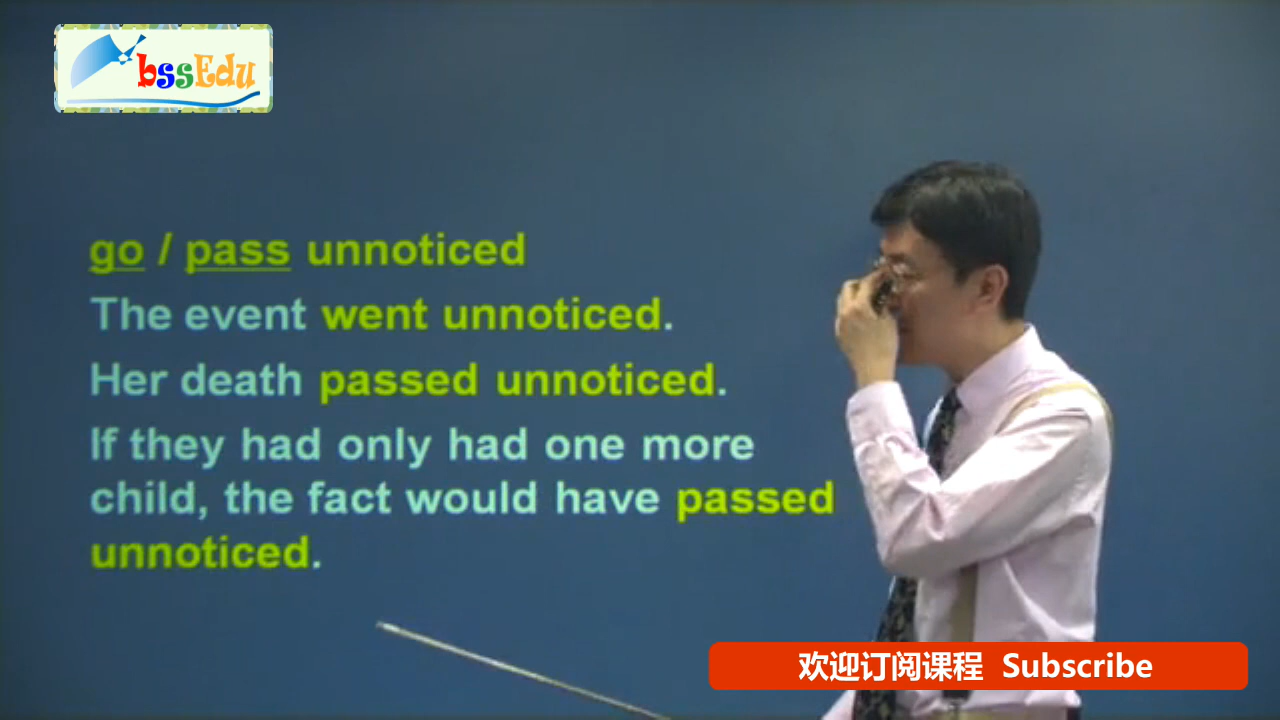 bssEdu
go / pass unnoticed
The event went unnoticed.
Her death passed unnoticed.
If they had only had one more
child, the fact would have passed
unnoticed.
欢迎订阅课程 Subscribe